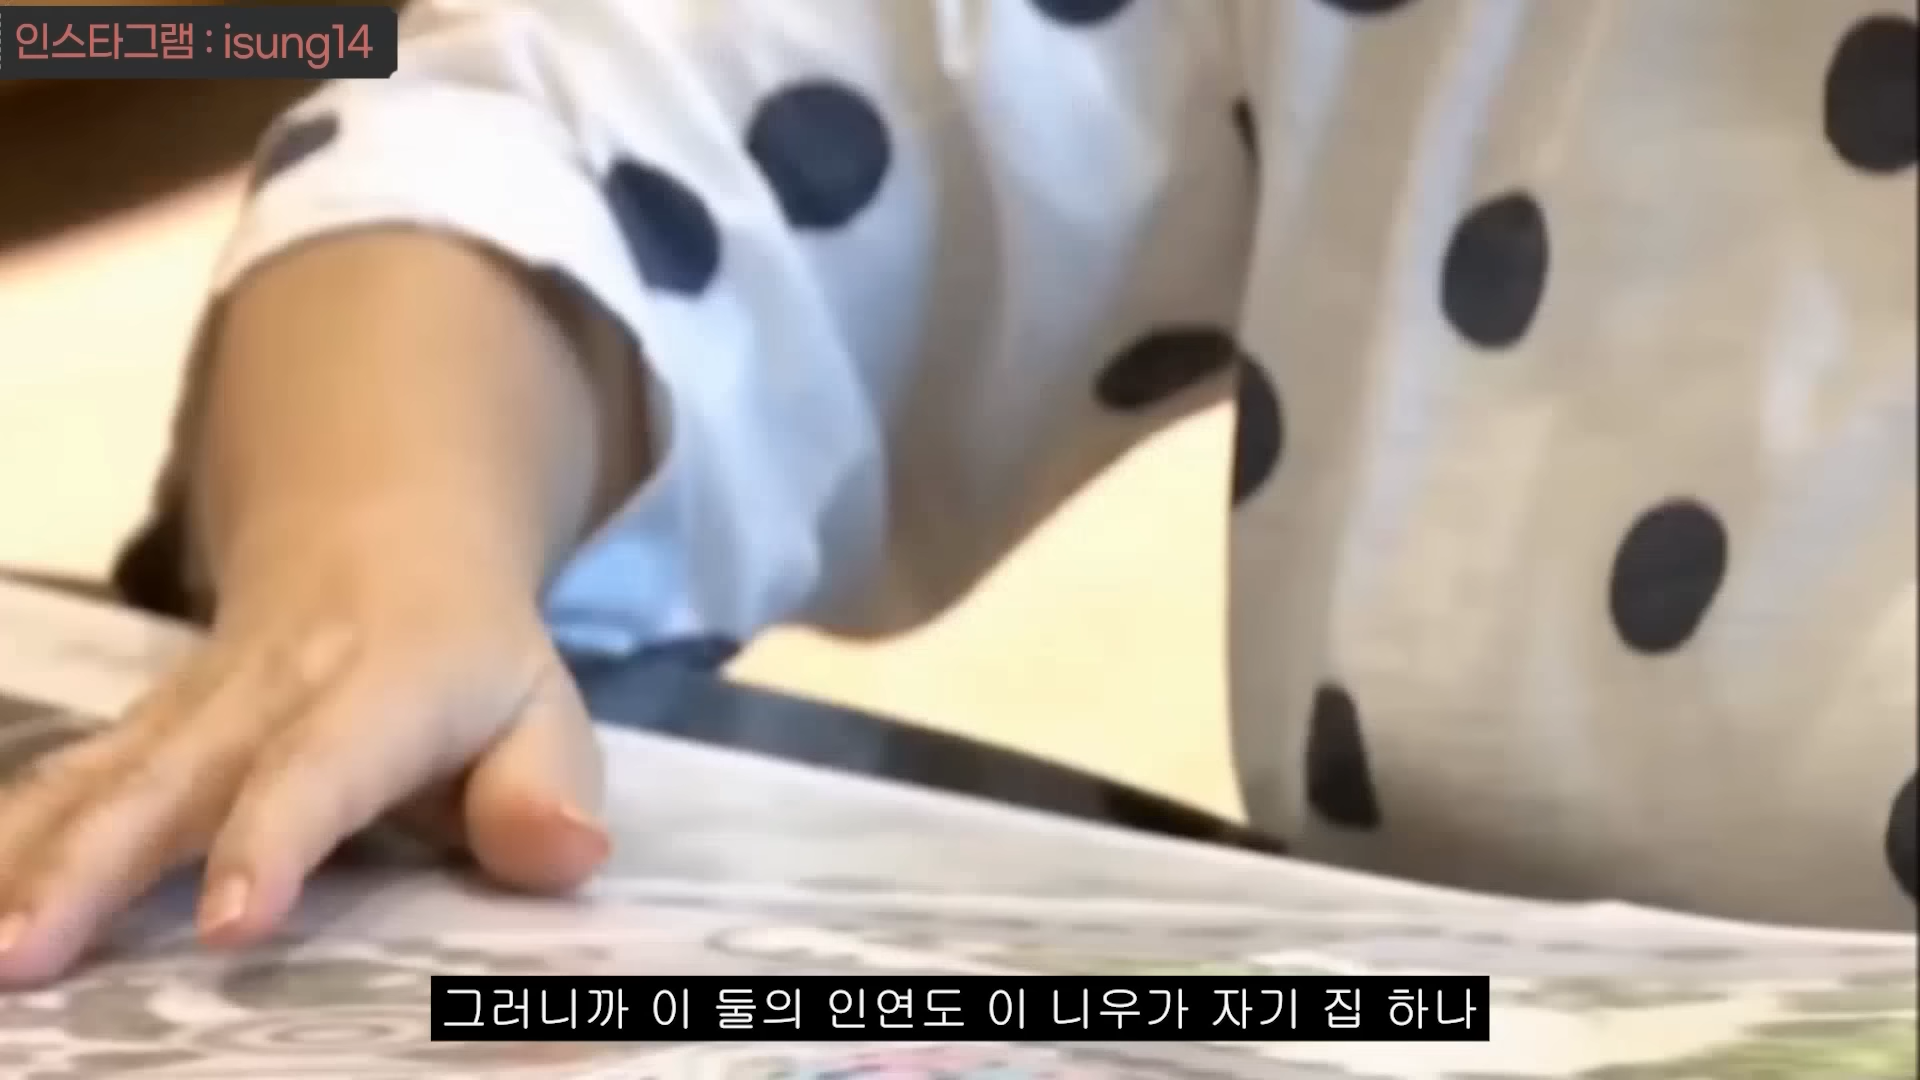 인스타그램 : isung14
그러니까 이 둘의 인연도 이 니우가 자기 집 하나